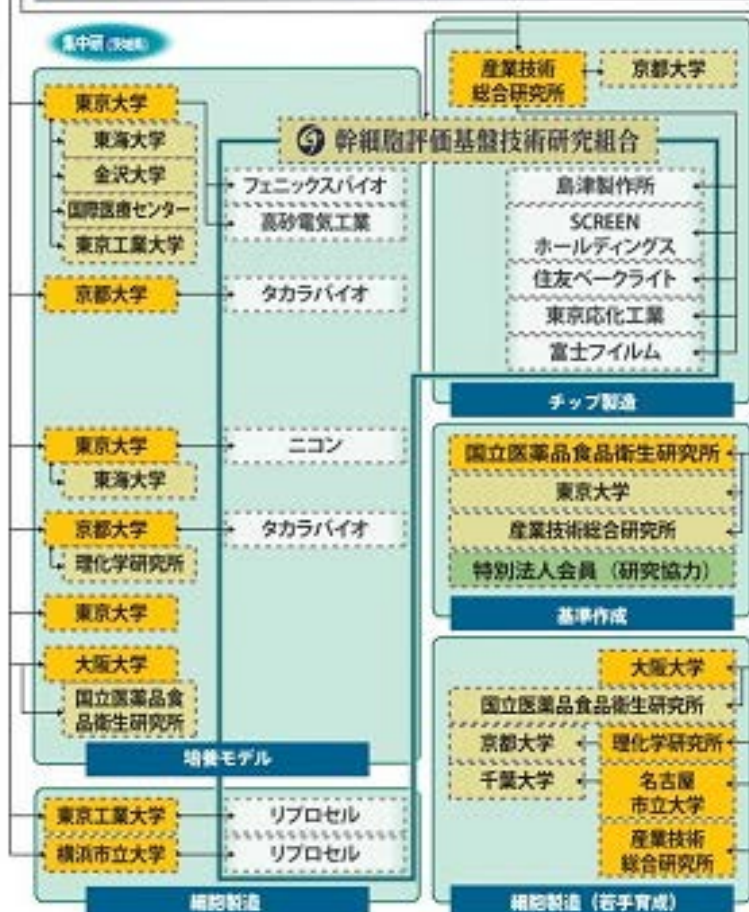 集中研
東京大学
東海大学
金沢大学
国際医療センター
東京工業大学
京都大学
東京大学
東海大学
京都大学
理化学研究所
東京大学
大阪大学
国立医薬品食
品衛生研究所
フェニックスバイオ
高砂電気工業
タカラバイオ
ニコン
タカラバイオ
培養モデル
東京工業大学
リプロセル
横浜市立大学
リプロセル
細胞製造
幹細胞評価基盤技術研究組合
産業技術
総合研究所
京都大学
島津製作所
SCREEN
ホールディングス
住友ベークライト
東京応化工業
富士フイルム
チップ製造
国立医薬品食品衛生研究所
東京大学
産業技術総合研究所
特別法人会員（研究協力）
基準作成
大阪大学
国立医薬品食品衛生研究所
京都大学
理化学研究所
千葉大学
名古屋
市立大学
産業技術
総合研究所
細胞製造（若手育成）